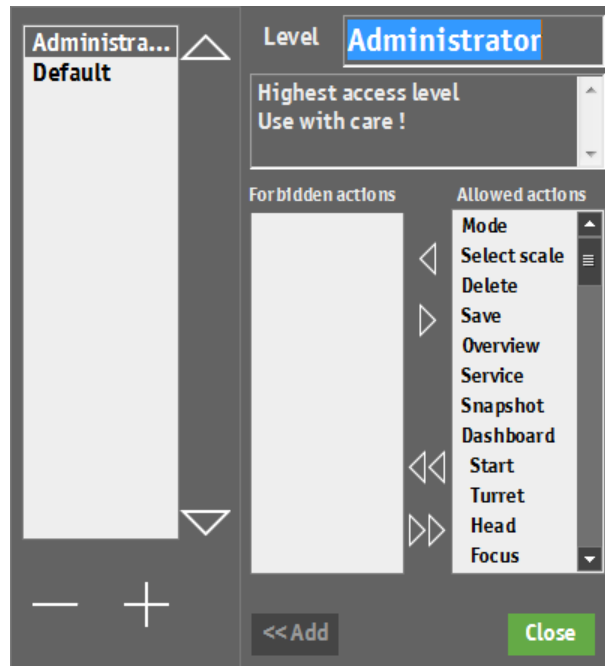 Administra...
Default
Level
Administrator
Highest access level
Use with care !
Forbidden actions
Allowed actions
Mode
Select scale
Delete
Save
Overview
Service
Snapshot
Dashboard
Start
Turret
Head
Focus
<< Add
Close